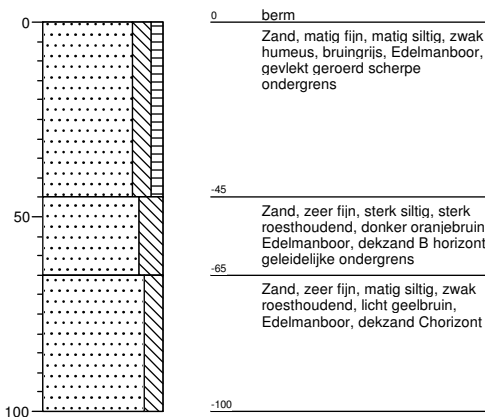 0
0 berm
Zand, matig fijn, matig siltig, zwak
humeus, bruingrijs, Edelmanboor,
gevlekt geroerd scherpe
ondergrens
-45
50
Zand, zeer fijn, sterk siltig, sterk
roesthoudend, donker oranjebruin
Edelmanboor, dekzand B horizont
geleidelijke ondergrens
-65
Zand, zeer fijn, matig siltig, zwak
roesthoudend, licht geelbruin,
Edelmanboor, dekzand Chorizont
100
-100